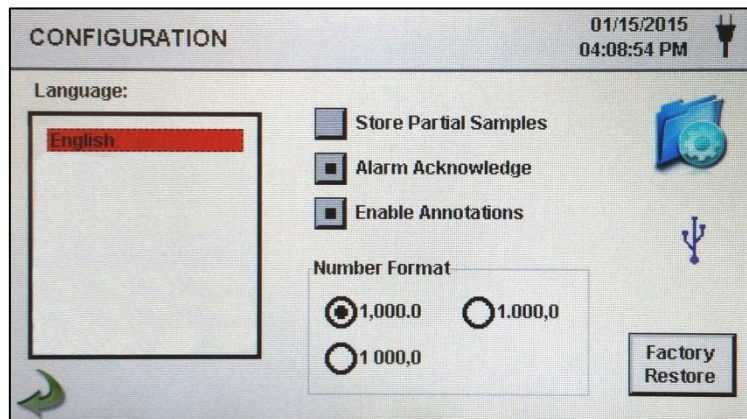 CONFIGURATION
01/15/2015
04:08:54 PM
Language:
English
Store Partial Samples
Alarm Acknowledge
Enable Annotations
Number Format
1,000.0
1.000,0
1 000,0
Factory
Restore